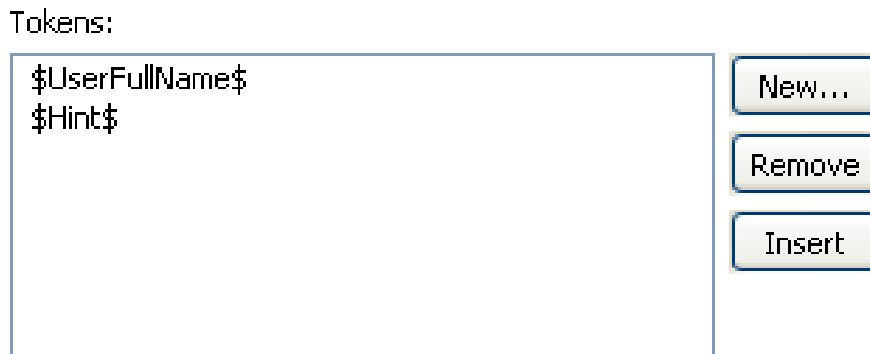 Tokens:
$UserFullName$
$Hint$
New...
Remove
Insert